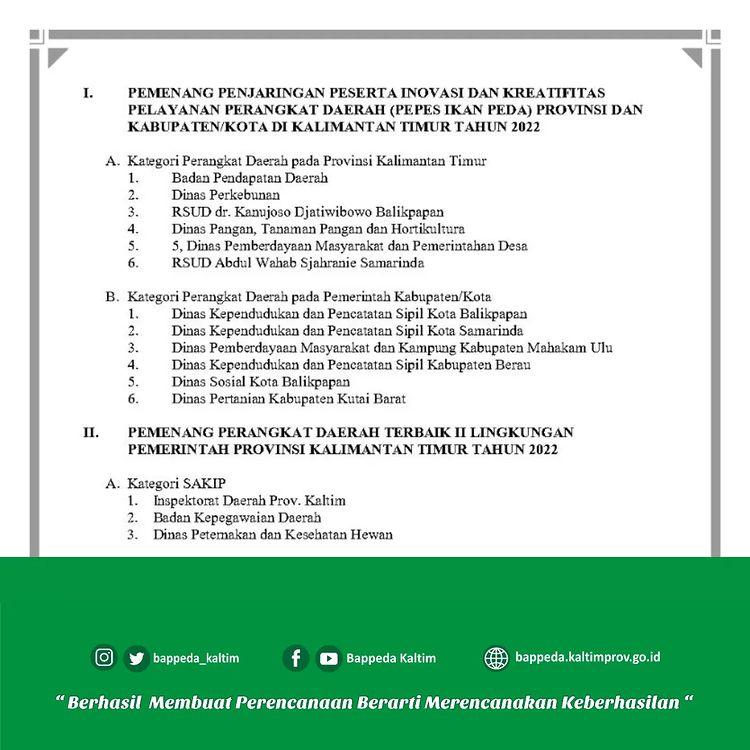 I. PEMENANG PENJARINGAN PESERTA INOVASI DAN KREATIFITAS
PELAYANAN PERANGKAT DAERAH (PEPES IKAN PEDA) PROVINSI DAN
KABUPATEN/KOTA DI KALIMANTAN TIMUR TAHUN 2022
A. Kategori Perangkat Daerah pada Provinsi Kalimantan Timur
1. Badan Pendapatan Daerah
2. Dinas Perkebunan
3. RSUD dr. Kanujoso Djatiwibowo Balikpapan
4. Dinas Pangan, Tanaman Pangan dan Hortikultura
5. 5, Dinas Pemberdayaan Masyarakat dan Pemerintahan Desa
6. RSUD Abdul Wahab Sjahranie Samarinda
B. Kategori Perangkat Daerah pada Pemerintah Kabupaten/Kota
1. Dinas Kependudukan dan Pencatatan Sipil Kota Balikpapan
2. Dinas Kependudukan dan Pencatatan Sipil Kota Samarinda
3. Dinas Pemberdayaan Masyarakat dan Kampung Kabupaten Mahakam Ulu
4. Dinas Kependudukan dan Pencatatan Sipil Kabupaten Berau
5. Dinas Sosial Kota Balikpapan
6. Dinas Pertanian Kabupaten Kutai Barat
II. PEMENANG PERANGKAT DAERAH TERBAIK II LINGKUNGAN
PEMERINTAH PROVINSI KALIMANTAN TIMUR TAHUN 2022
A. Kategori SAKIP
1. Inspektorat Daerah Prov. Kaltim
2. Badan Kepegawaian Daerah
3. Dinas Peternakan dan Kesehatan Hewan
bappeda_kaltim
Bappeda Kaltim
bappeda.kaltimprov.go.id
“ Berhasil Membuat Perencanaan Berarti Merencanakan Keberhasilan “